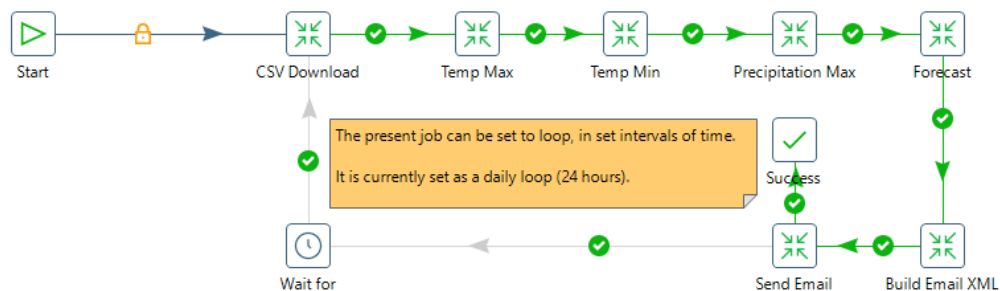 Start
CSV Download
Temp Max
Temp Min
Precipitation Max
Forecast
The present job can be set to loop, in set intervals of time.
It is currently set as a daily loop (24 hours).
Success
Wait for
Send Email
Build Email XML